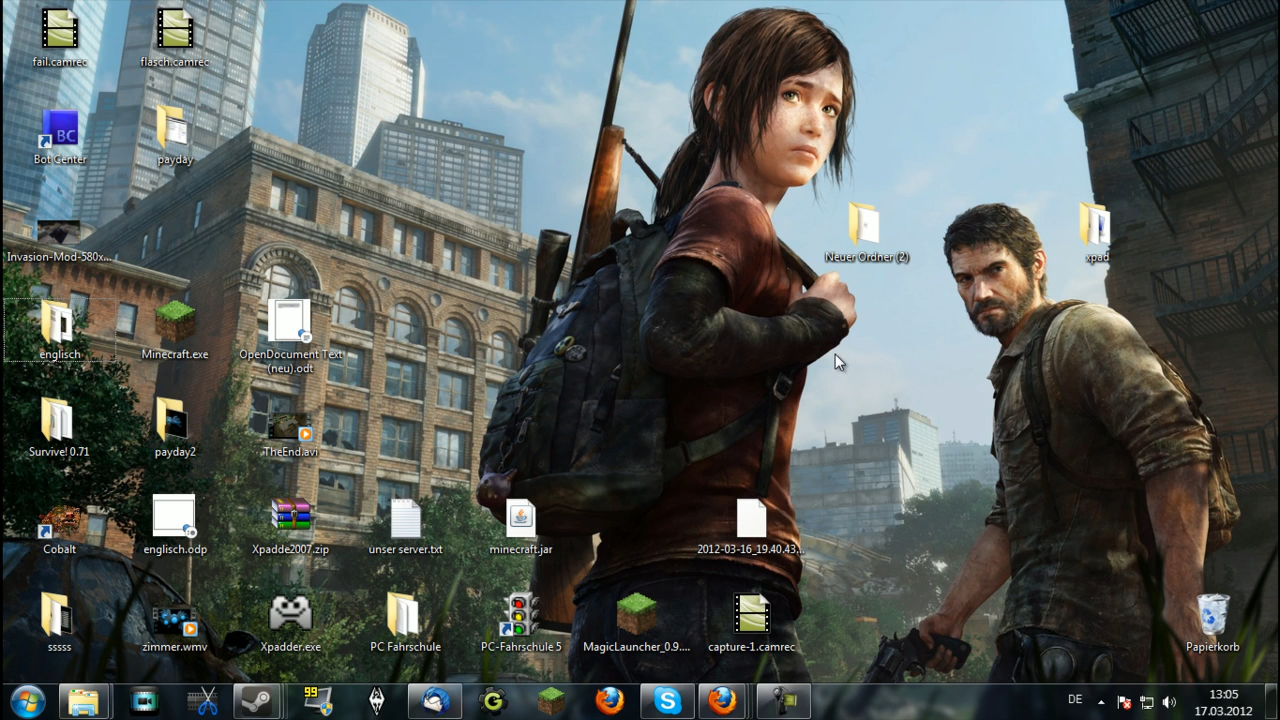 fail.camrec
flasch.camrec
BC
Bot Center
payday
Invasion-Mod-580x...
Neuer Ordner (2)
xpad
englisch
Minecraft.exe
OpenDocument Text
(neu).odt
Survive! 0.71
payday2
TheEnd.avi
Cobalt
englisch.odp
Xpadde2007.zip
unser server.txt
minecraft.jar
2012-03-16_19.40.43...
sssss
zimmer.wmv
Xpadder.exe
PC Fahrschule
PC-Fahrschule 5
MagicLauncher_0.9....
capture-1.camrec
Papierkorb
99
DE
13:05
17.03.2012